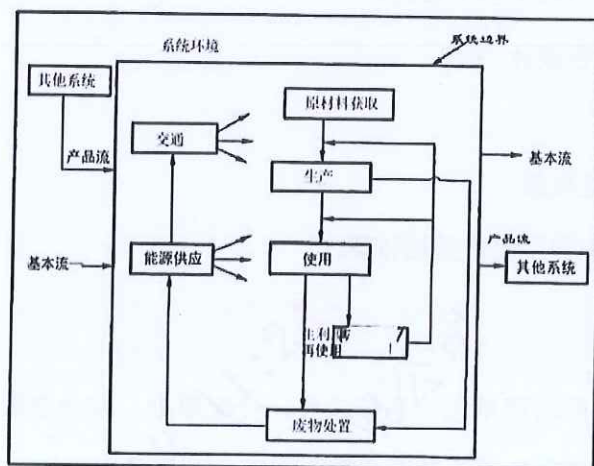 系统环境
系统边界
其他系统
原材料获取
交通
产品流
基本流
生产
产品流
基本流
能源供应
使用
其他系统
再使用
废物处置